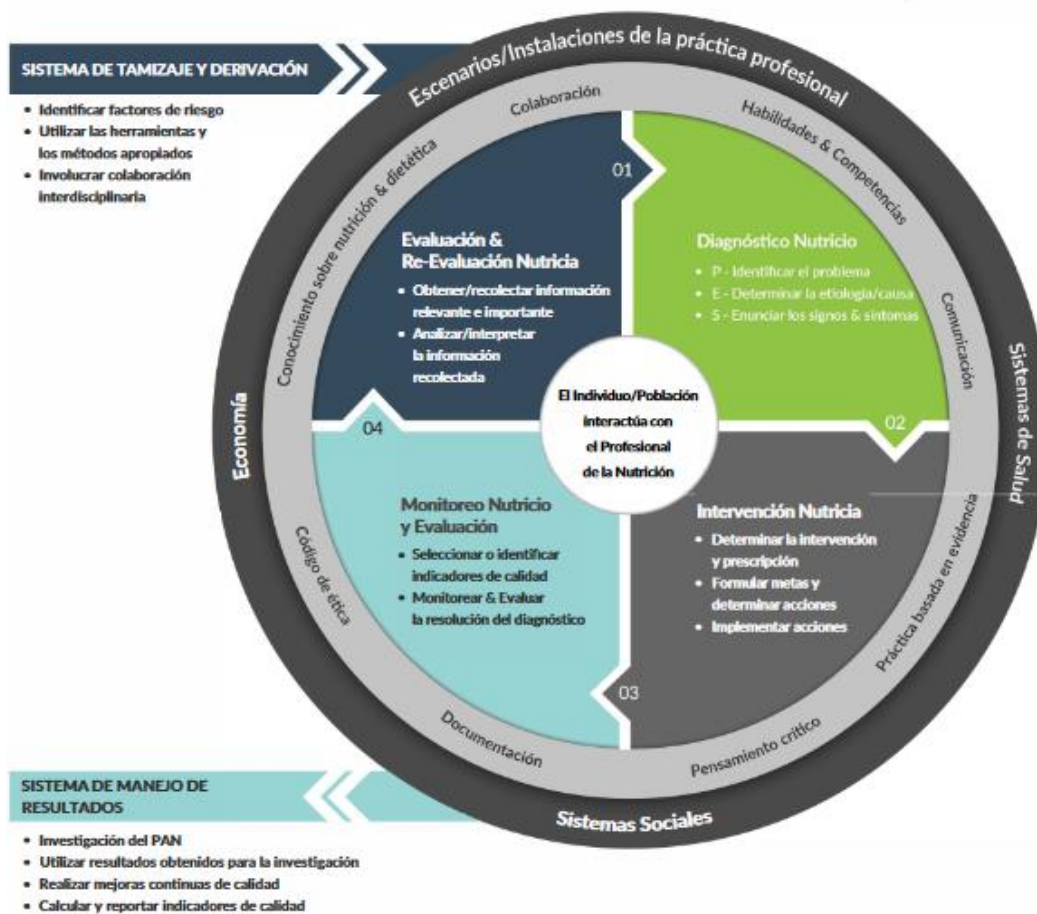 Escenarios/Instalaciones de la práctica profesional
SISTEMA DE TAMIZAJE Y DERIVACIÓN
• Identificar factores de riesgo
• Utilizar las herramientas y
los métodos apropiados
• Involucrar colaboración
interdisciplinaria
Colaboración
Habilidades & Competencias
Conocimiento sobre nutrición & dietética
Comunicación
Economía
Sistemas de Salud
01
Evaluación &
Re-Evaluación Nutricia
• Obtener/recolectar información
relevante e importante
• Analizar/interpretar
la información
recolectada
Diagnóstico Nutricio
• P - Identificar el problema
• E - Determinar la etiología/causa
• S - Enunciar los signos & síntomas
El Individuo/Población
interactúa con
el Profesional
de la Nutrición
02
04
Monitoreo Nutricio
y Evaluación
• Seleccionar o identificar
indicadores de calidad
• Monitorear & Evaluar
la resolución del diagnóstico
Intervención Nutricia
• Determinar la intervención
y prescripción
• Formular metas y
determinar acciones
• Implementar acciones
03
Código de ética
Práctica basada en evidencia
Documentación
Pensamiento crítico
Sistemas Sociales
SISTEMA DE MANEJO DE
RESULTADOS
• Investigación del PAN
• Utilizar resultados obtenidos para la investigación
• Realizar mejoras continuas de calidad
• Calcular y reportar indicadores de calidad